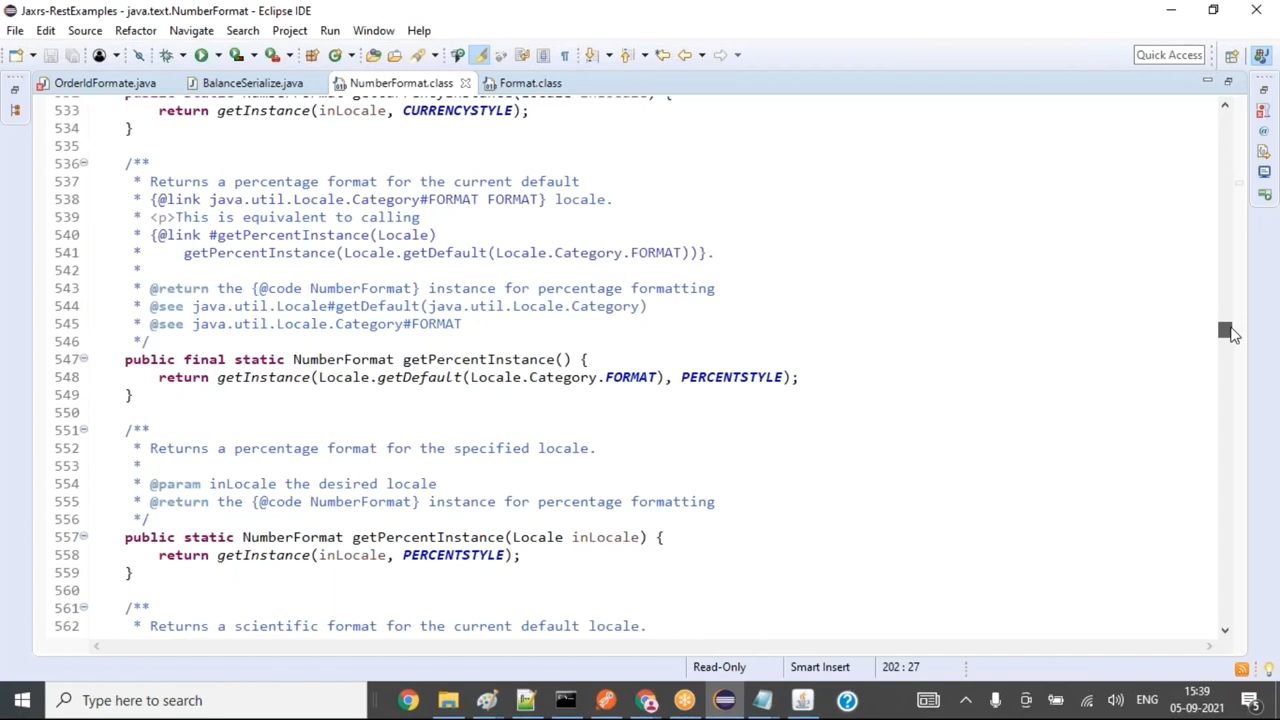 Jaxrs-RestExamples - java.text.NumberFormat - Eclipse IDE
File Edit Source Refactor Navigate Search Project Run Window Help
Quick Access
OrderIdFormate.java BalanceSerialize.java NumberFormat.class Format.class
533 return getInstance(inLocale, CURRENCYSTYLE);
534 }
535
536 /**
537 * Returns a percentage format for the current default
538 * {@link java.util.Locale.Category#FORMAT FORMAT} locale.
539 * <p>This is equivalent to calling
540 * {@link #getPercentInstance(Locale)
541 * getPercentInstance(Locale.getDefault(Locale.Category.FORMAT))}.
542 *
543 * @return the {@code NumberFormat} instance for percentage formatting
544 * @see java.util.Locale#getDefault(java.util.Locale.Category)
545 * @see java.util.Locale.Category#FORMAT
546 */
547 public final static NumberFormat getPercentInstance() {
548 return getInstance(Locale.getDefault(Locale.Category.FORMAT), PERCENTSTYLE);
549 }
550
551 /**
552 * Returns a percentage format for the specified locale.
553 *
554 * @param inLocale the desired locale
555 * @return the {@code NumberFormat} instance for percentage formatting
556 */
557 public static NumberFormat getPercentInstance(Locale inLocale) {
558 return getInstance(inLocale, PERCENTSTYLE);
559 }
560
561 /**
562 * Returns a scientific format for the current default locale.
Read-Only Smart Insert 202 : 27
Type here to search
ENG
15:39
05-09-2021
5